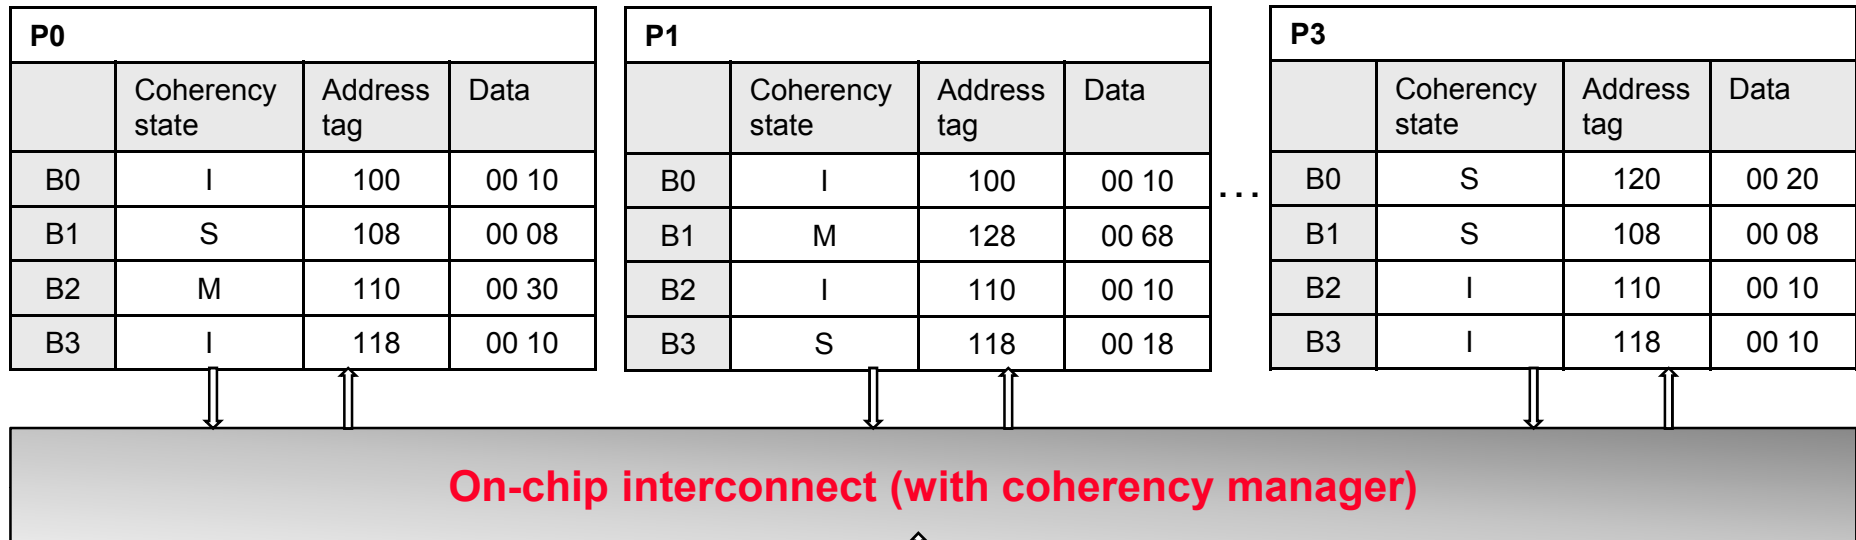 P0
Coherency state Address tag Data
B0 I 100 00 10
B1 S 108 00 08
B2 M 110 00 30
B3 I 118 00 10
P1
Coherency state Address tag Data
B0 I 100 00 10
B1 M 128 00 68
B2 I 110 00 10
B3 S 118 00 18
...
P3
Coherency state Address tag Data
B0 S 120 00 20
B1 S 108 00 08
B2 I 110 00 10
B3 I 118 00 10
On-chip interconnect (with coherency manager)